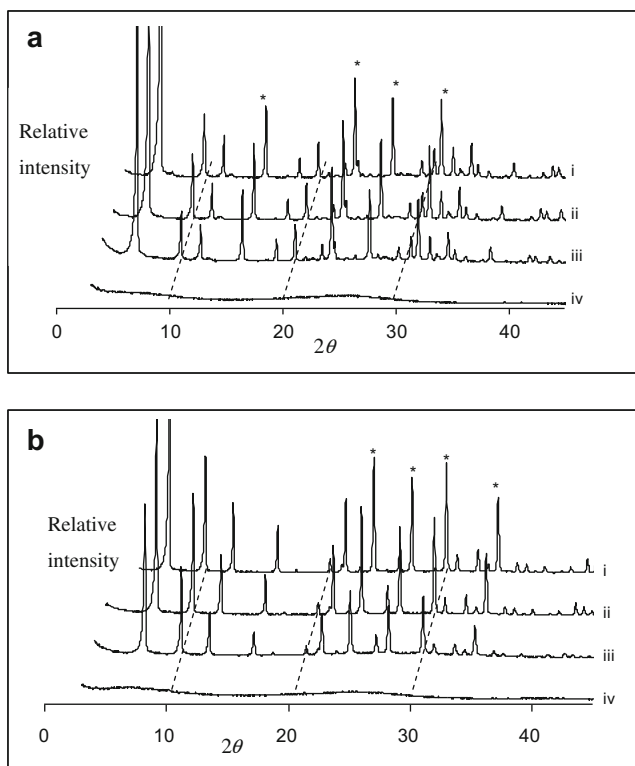 a
* * * *
Relative
intensity
i
ii
iii
iv
0 10 20 30 40
2θ
b
* * * *
Relative
intensity
i
ii
iii
iv
0 10 20 30 40
2θ